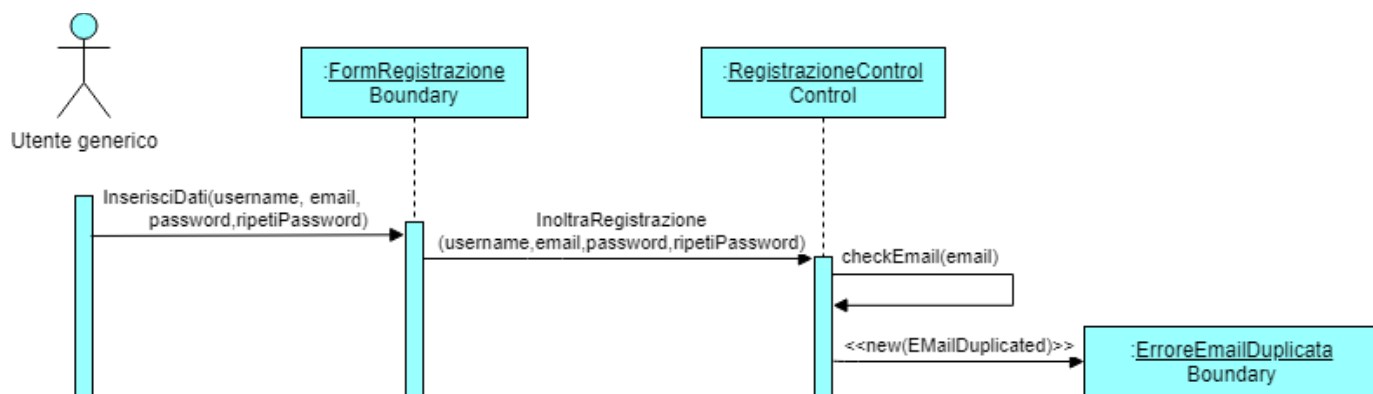 :FormRegistrazione
Boundary
:RegistrazioneControl
Control
Utente generico
InserisciDati(username, email,
password,ripetiPassword)
InoltraRegistrazione
(username,email,password,ripetiPassword)
checkEmail(email)
<<new(EMailDuplicated)>>
:ErroreEmailDuplicata
Boundary